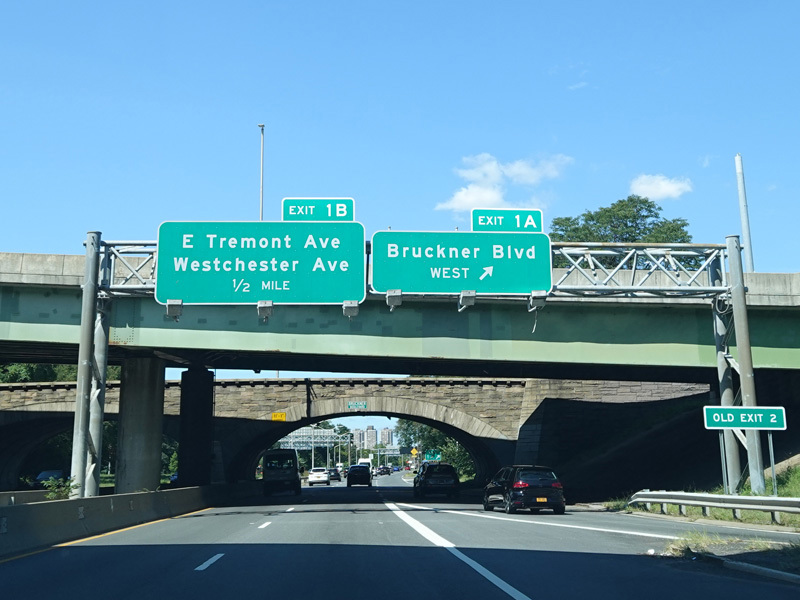 EXIT 1B
E Tremont Ave
Westchester Ave
1/2 MILE
EXIT 1A
Bruckner Blvd
WEST
OLD EXIT 2